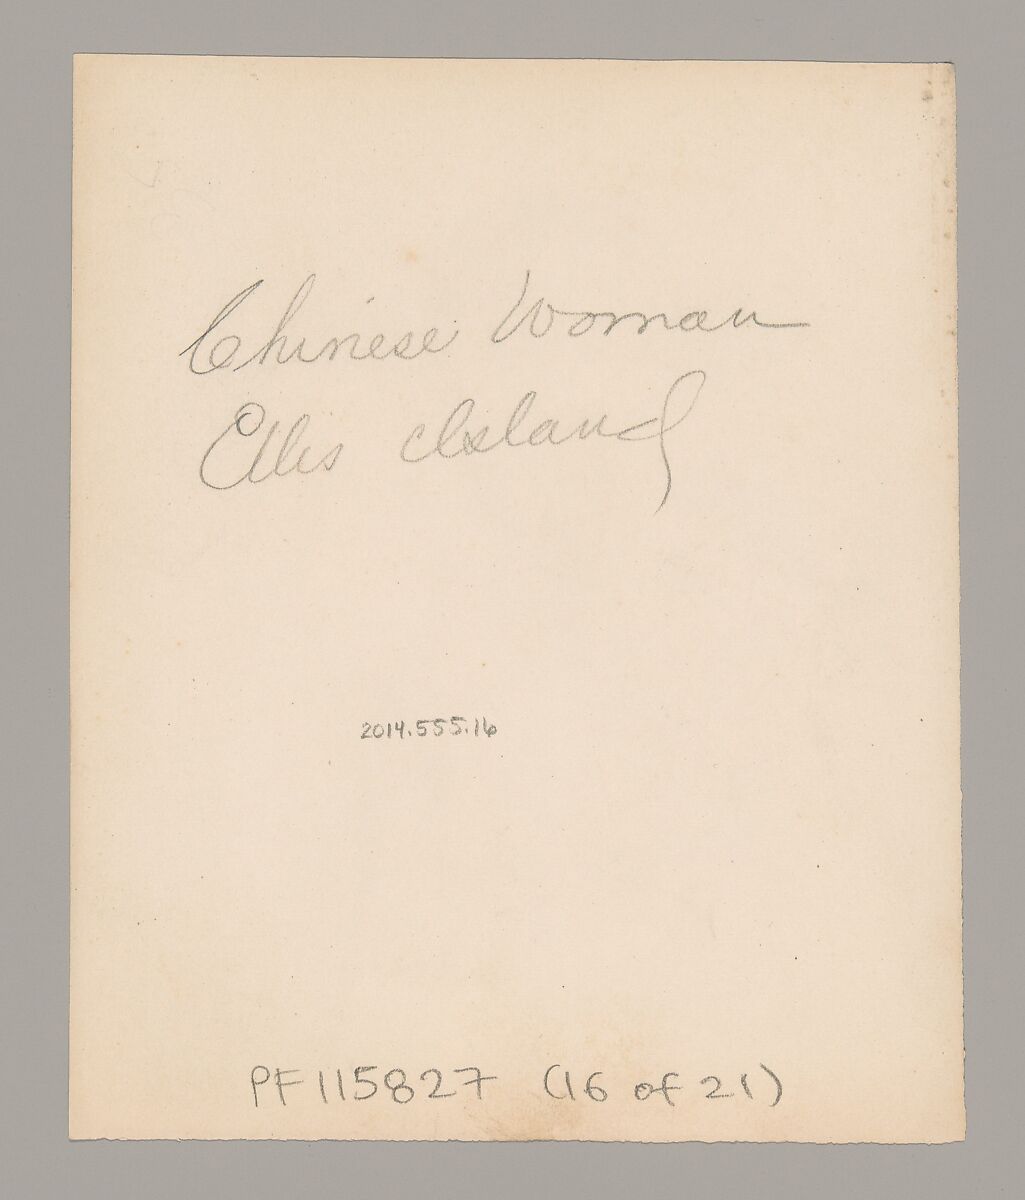 Chinese Woman
Ellis Island
2014.555.16
PF115827 (16 of 21)